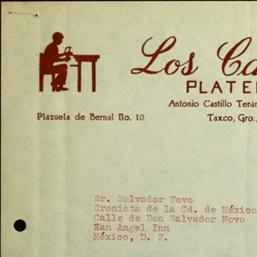 Los Ca
PLATE
Antonio Castillo Terán
Plazuela de Bernal No. 10 Taxco, Gro.,
Sr. Salvador Novo
Cronista de la Cd. de México
Calle de Don Salvador Novo
San Angel Inn
México, D. F.